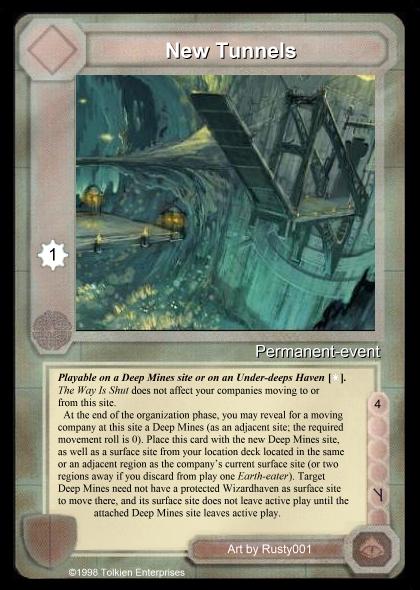 New Tunnels
1
Permanent-event
Playable on a Deep Mines site or on an Under-deeps Haven [ ].
The Way Is Shut does not affect your companies moving to or
from this site.
At the end of the organization phase, you may reveal for a moving
company at this site a Deep Mines (as an adjacent site; the required
movement roll is 0). Place this card with the new Deep Mines site,
as well as a surface site from your location deck located in the same
or an adjacent region as the company's current surface site (or two
regions away if you discard from play one Earth-eater). Target
Deep Mines need not have a protected Wizardhaven as surface site
to move there, and its surface site does not leave active play until the
attached Deep Mines site leaves active play.
4
Art by Rusty001
©1998 Tolkien Enterprises